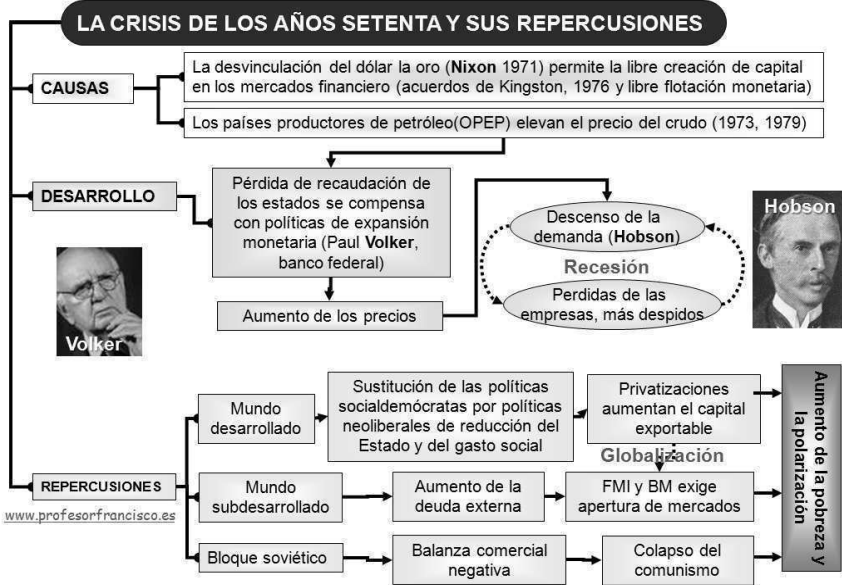 LA CRISIS DE LOS AÑOS SETENTA Y SUS REPERCUSIONES
CAUSAS
La desvinculación del dólar la oro (Nixon 1971) permite la libre creación de capital
en los mercados financiero (acuerdos de Kingston, 1976 y libre flotación monetaria)
Los países productores de petróleo(OPEP) elevan el precio del crudo (1973, 1979)
DESARROLLO
Pérdida de recaudación de
los estados se compensa
con políticas de expansión
monetaria (Paul Volker,
banco federal)
Aumento de los precios
Descenso de la
demanda (Hobson)
Recesión
Perdidas de las
empresas, más despidos
Hobson
Volker
REPERCUSIONES
www.profesorfrancisco.es
Mundo
desarrollado
Sustitución de las políticas
socialdemócratas por políticas
neoliberales de reducción del
Estado y del gasto social
Privatizaciones
aumentan el capital
exportable
Globalización
Mundo
subdesarrollado
Aumento de la
deuda externa
FMI y BM exige
apertura de mercados
Bloque soviético
Balanza comercial
negativa
Colapso del
comunismo
Aumento de la pobreza y
la polarización